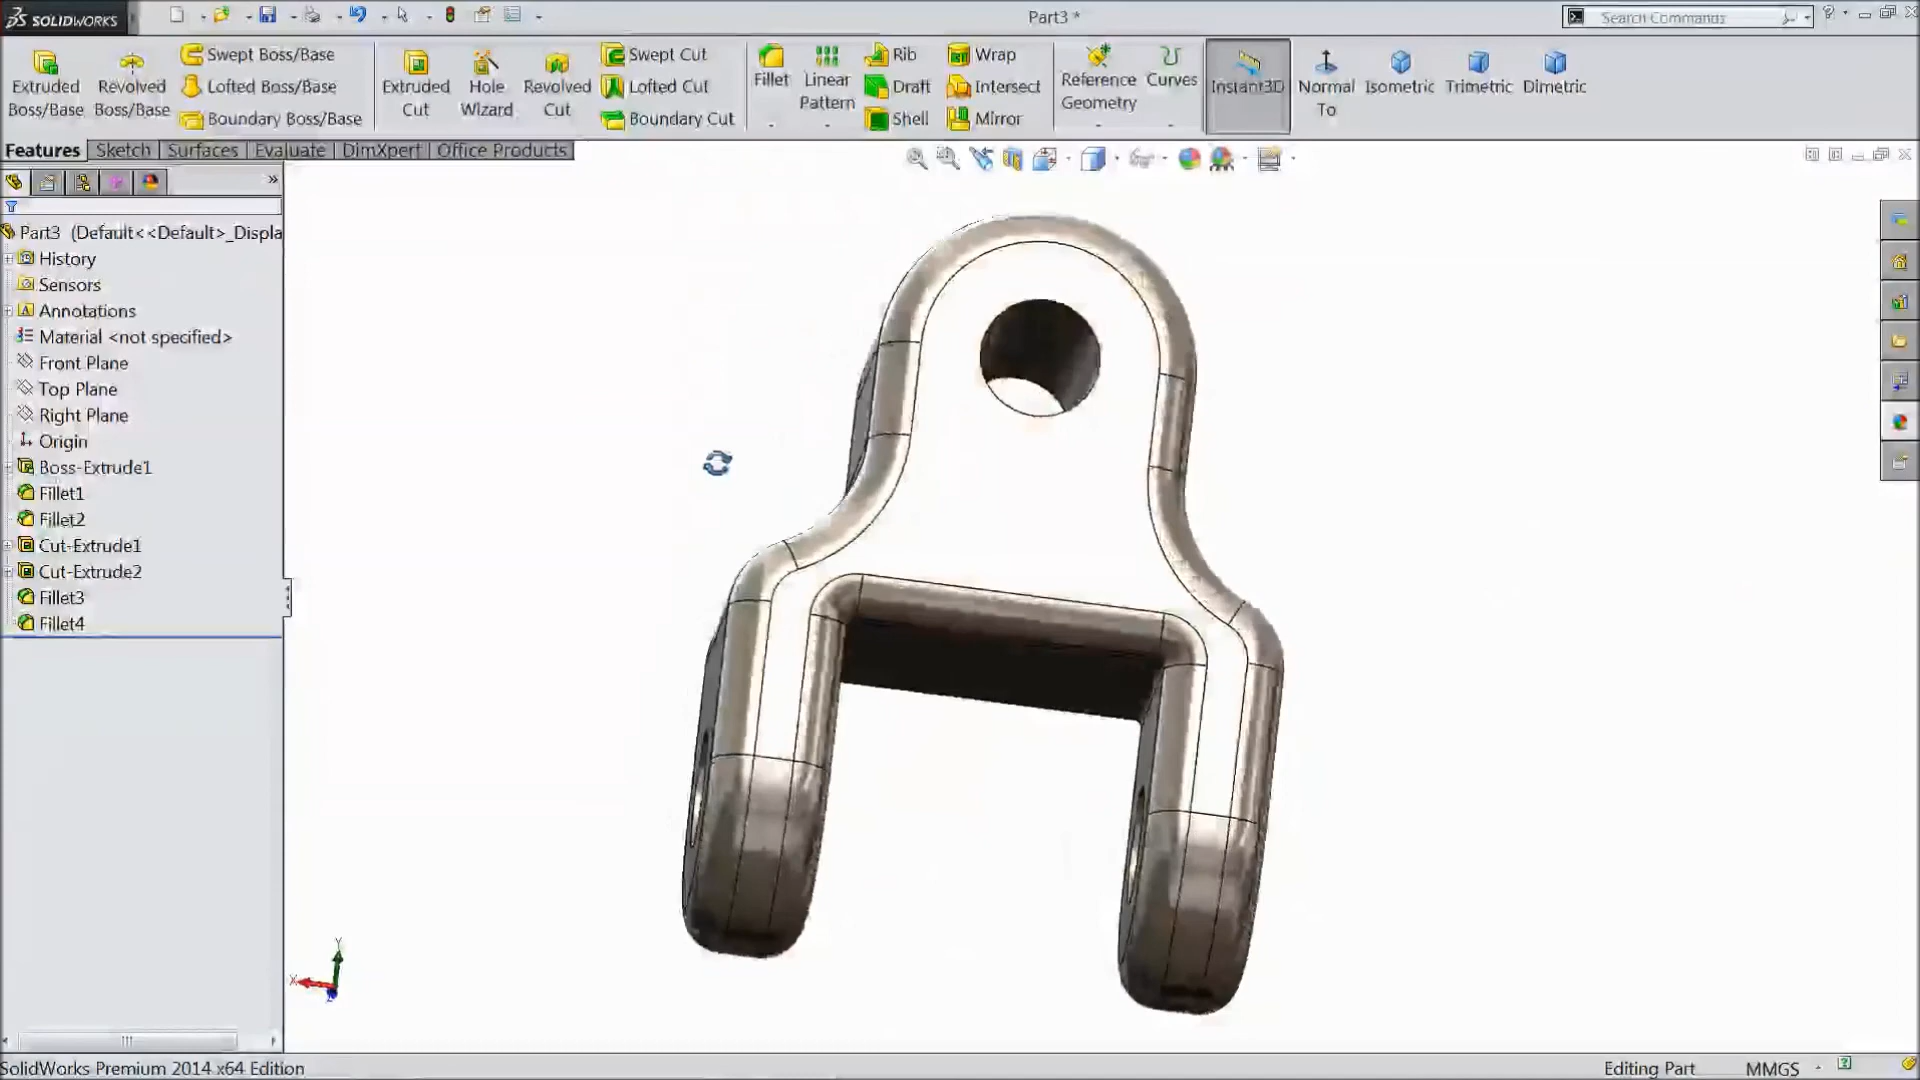 SOLIDWORKS
Part3 *
Search Commands
Extruded Boss/Base
Revolved Boss/Base
Swept Boss/Base
Lofted Boss/Base
Boundary Boss/Base
Extruded Cut
Hole Wizard
Revolved Cut
Swept Cut
Lofted Cut
Boundary Cut
Fillet
Linear Pattern
Rib
Draft
Shell
Wrap
Intersect
Mirror
Reference Geometry
Curves
Instant3D
Normal To
Isometric
Trimetric
Dimetric
Features Sketch Surfaces Evaluate DimXpert Office Products
Part3 (Default<<Default>_Displa
History
Sensors
Annotations
Material <not specified>
Front Plane
Top Plane
Right Plane
Origin
Boss-Extrude1
Fillet1
Fillet2
Cut-Extrude1
Cut-Extrude2
Fillet3
Fillet4
Y
X
SolidWorks Premium 2014 x64 Edition
Editing Part
MMGS